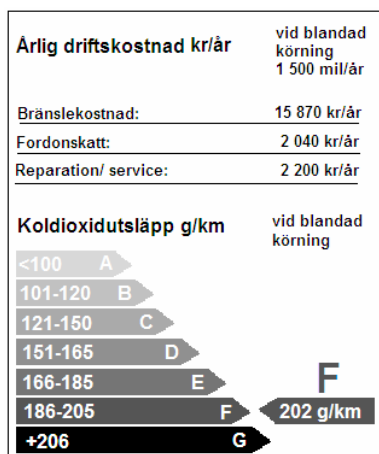 Årlig driftskostnad kr/år
vid blandad
körning
1 500 mil/år
Bränslekostnad: 15 870 kr/år
Fordonskatt: 2 040 kr/år
Reparation/ service: 2 200 kr/år
Koldioxidutsläpp g/km
vid blandad
körning
<100 A
101-120 B
121-150 C
151-165 D
166-185 E
F
186-205 F 202 g/km
+206 G